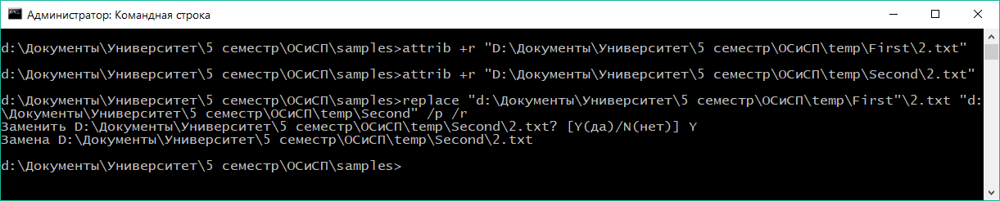 Администратор: Командная строка
d:\Документы\Университет\5 семестр\ОСиСП\samples>attrib +r "D:\Документы\Университет\5 семестр\ОСиСП\temp\First\2.txt"
d:\Документы\Университет\5 семестр\ОСиСП\samples>attrib +r "D:\Документы\Университет\5 семестр\ОСиСП\temp\Second\2.txt"
d:\Документы\Университет\5 семестр\ОСиСП\samples>replace "d:\Документы\Университет\5 семестр\ОСиСП\temp\First"\2.txt "d:
\Документы\Университет\5 семестр\ОСиСП\temp\Second" /p /r
Заменить D:\Документы\Университет\5 семестр\ОСиСП\temp\Second\2.txt? [Y(да)/N(нет)] Y
Замена D:\Документы\Университет\5 семестр\ОСиСП\temp\Second\2.txt
d:\Документы\Университет\5 семестр\ОСиСП\samples>